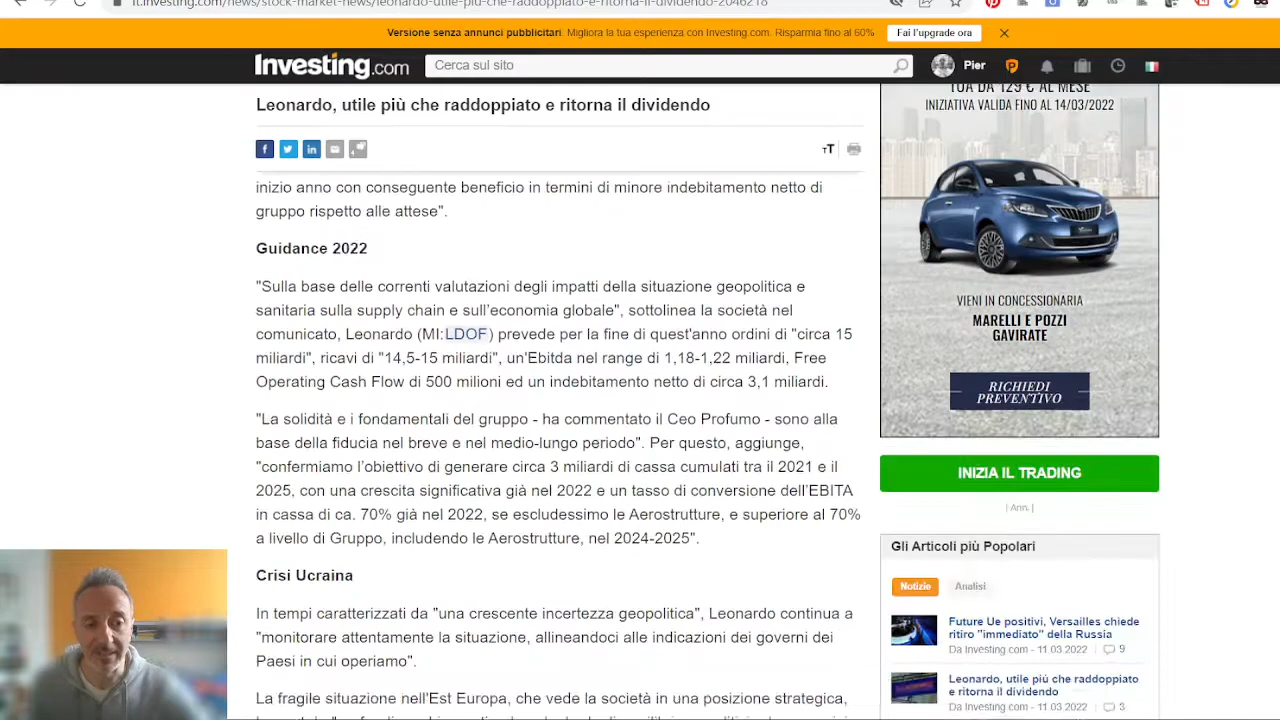 it.investing.com/news/stock-market-news/leonardo-utile-piu-che-raddoppiato-e-ritorna-il-dividendo-2046218
Versione senza annunci pubblicitari. Migliora la tua esperienza con Investing.com. Risparmia fino al 60%
Fai l'upgrade ora
Investing.com
Cerca sul sito
Pier
Leonardo, utile più che raddoppiato e ritorna il dividendo
inizio anno con conseguente beneficio in termini di minore indebitamento netto di
gruppo rispetto alle attese".
Guidance 2022
"Sulla base delle correnti valutazioni degli impatti della situazione geopolitica e
sanitaria sulla supply chain e sull'economia globale", sottolinea la società nel
comunicato, Leonardo (MI:LDOF) prevede per la fine di quest'anno ordini di "circa 15
miliardi", ricavi di "14,5-15 miliardi", un'Ebitda nel range di 1,18-1,22 miliardi, Free
Operating Cash Flow di 500 milioni ed un indebitamento netto di circa 3,1 miliardi.
"La solidità e i fondamentali del gruppo - ha commentato il Ceo Profumo - sono alla
base della fiducia nel breve e nel medio-lungo periodo". Per questo, aggiunge,
"confermiamo l'obiettivo di generare circa 3 miliardi di cassa cumulati tra il 2021 e il
2025, con una crescita significativa già nel 2022 e un tasso di conversione dell'EBITA
in cassa di ca. 70% già nel 2022, se escludessimo le Aerostrutture, e superiore al 70%
a livello di Gruppo, includendo le Aerostrutture, nel 2024-2025".
Crisi Ucraina
In tempi caratterizzati da "una crescente incertezza geopolitica", Leonardo continua a
"monitorare attentamente la situazione, allineandoci alle indicazioni dei governi dei
Paesi in cui operiamo".
La fragile situazione nell'Est Europa, che vede la società in una posizione strategica,
TUA DA 129 € AL MESE
INIZIATIVA VALIDA FINO AL 14/03/2022
VIENI IN CONCESSIONARIA
MARELLI E POZZI
GAVIRATE
RICHIEDI
PREVENTIVO
INIZIA IL TRADING
| Ann. |
Gli Articoli più Popolari
Notizie
Analisi
Future Ue positivi, Versailles chiede
ritiro "immediato" della Russia
Da Investing.com - 11.03.2022 | 9
Leonardo, utile più che raddoppiato
e ritorna il dividendo
Da Investing.com - 11.03.2022 | 3